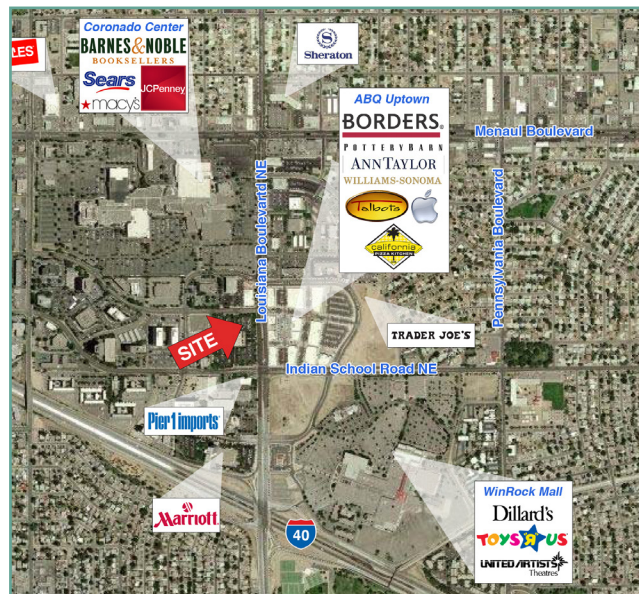 LES
Coronado Center
BARNES&NOBLE
BOOKSELLERS
Sears
JCPenney
macy's
Sheraton
ABQ Uptown
BORDERS®
POTTERYBARN
ANNTAYLOR
WILLIAMS-SONOMA
Talbots
california
PIZZA KITCHEN
Menaul Boulevard
Louisiana Boulevartd NE
Pennsylvania Boulevard
SITE
TRADER JOE'S
Indian School Road NE
Pier 1 imports®
Marriott®
40
WinRock Mall
Dillard's
TOYS R US
UNITED ARTISTS
Theatres®